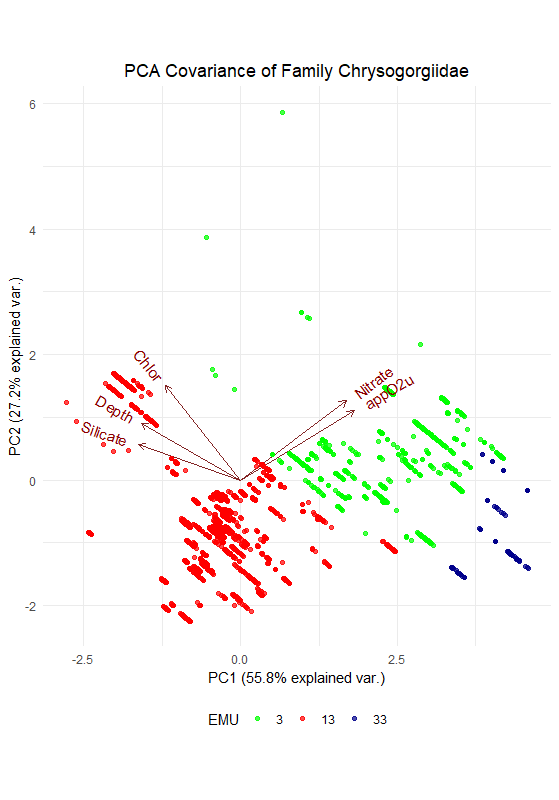 PCA Covariance of Family Chrysogorgiidae
PC2 (27.2% explained var.)
6
4
2
0
-2
Chlor
Depth
Silicate
Nitrate
appO2u
-2.5
0.0
2.5
PC1 (55.8% explained var.)
EMU 3 13 33